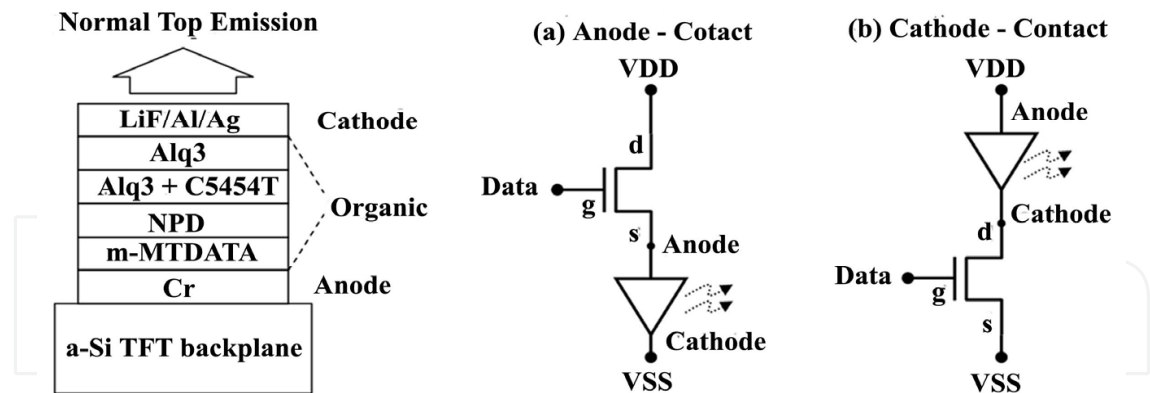 Normal Top Emission
LiF/Al/Ag
Cathode
Alq3
Alq3 + C5454T
Organic
NPD
m-MTDATA
Cr
Anode
a-Si TFT backplane
(a) Anode - Cotact
VDD
d
Data
g
s
Anode
Cathode
VSS
(b) Cathode - Contact
VDD
Anode
Cathode
d
Data
g
s
VSS